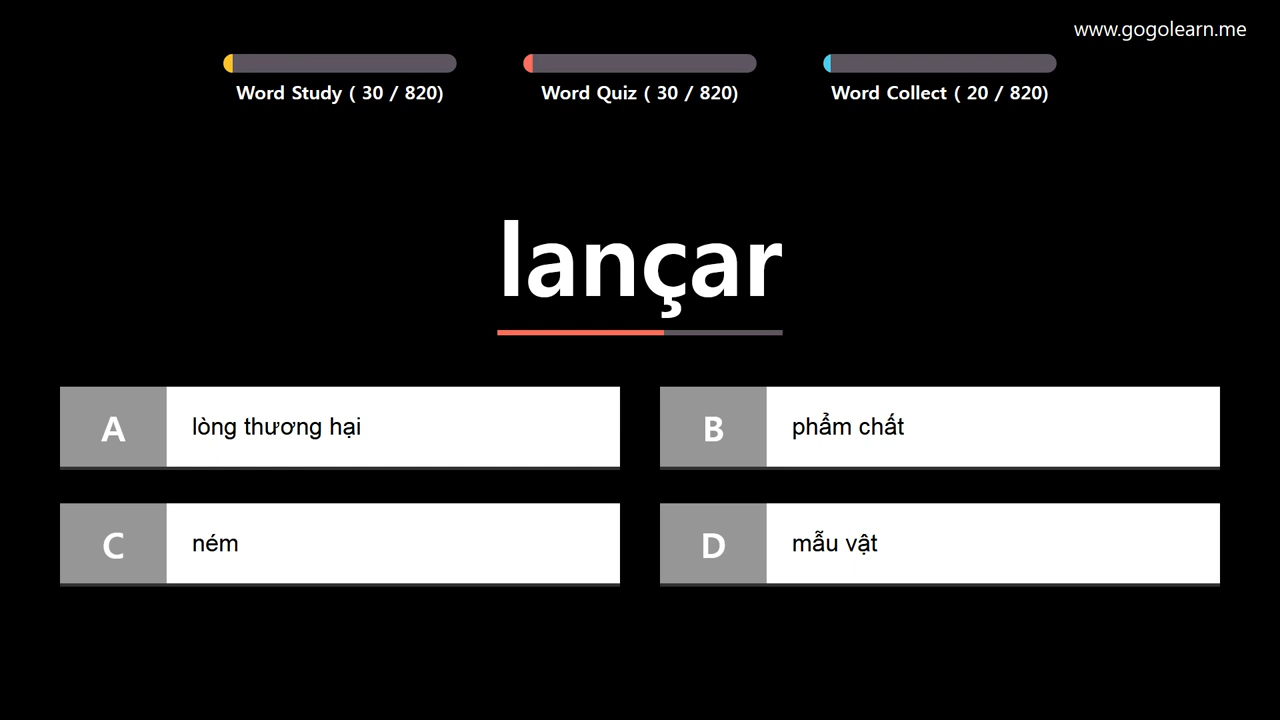 www.gogolearn.me
Word Study ( 30 / 820)
Word Quiz ( 30 / 820)
Word Collect ( 20 / 820)
lançar
A
lòng thương hại
B
phẩm chất
C
ném
D
mẫu vật